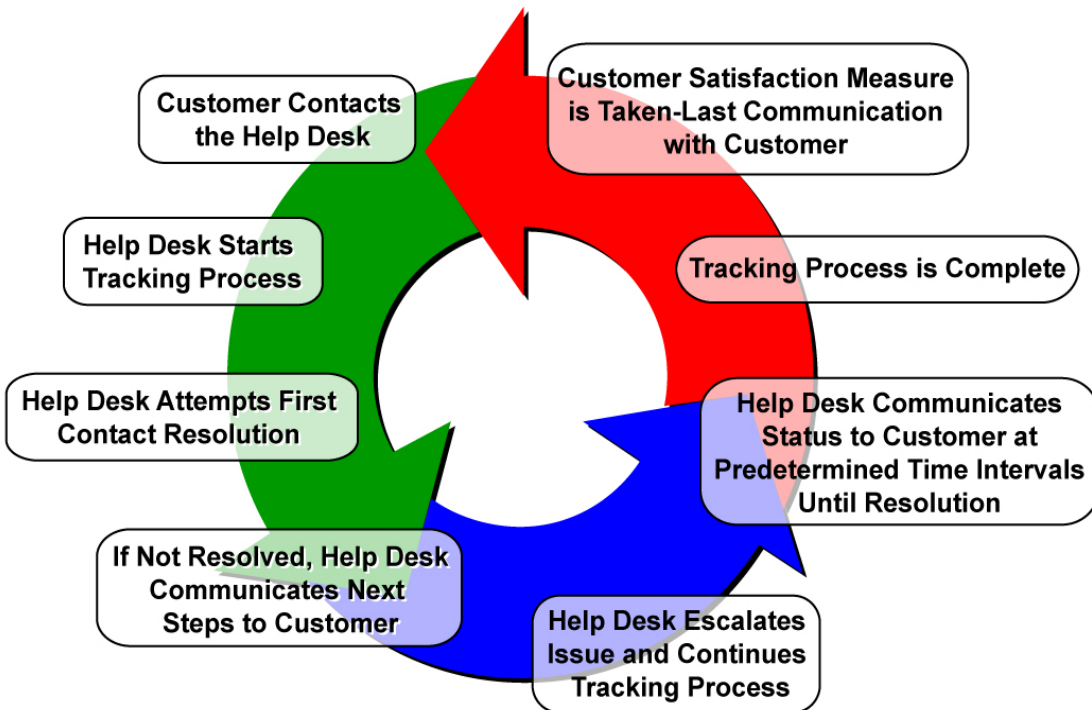 Customer Contacts
the Help Desk
Help Desk Starts
Tracking Process
Help Desk Attempts First
Contact Resolution
If Not Resolved, Help Desk
Communicates Next
Steps to Customer
Help Desk Escalates
Issue and Continues
Tracking Process
Help Desk Communicates
Status to Customer at
Predetermined Time Intervals
Until Resolution
Tracking Process is Complete
Customer Satisfaction Measure
is Taken-Last Communication
with Customer